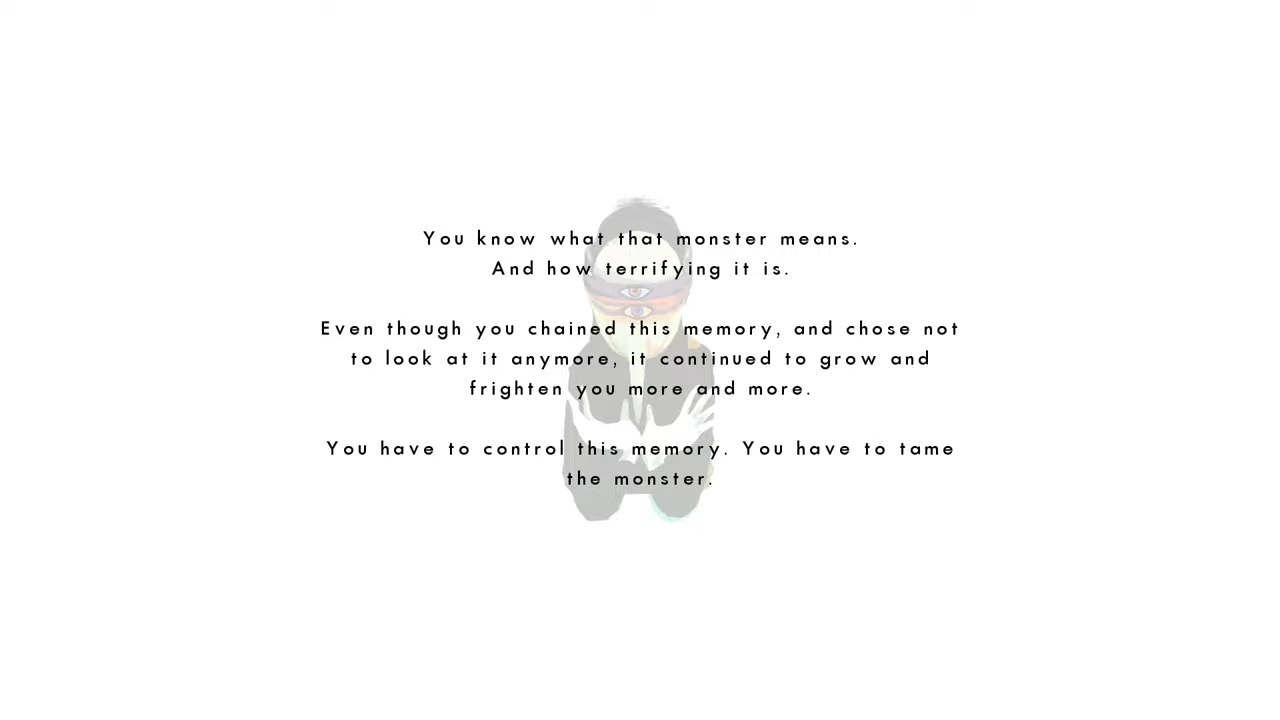 You know what that monster means.
And how terrifying it is.
Even though you chained this memory, and chose not
to look at it anymore, it continued to grow and
frighten you more and more.
You have to control this memory. You have to tame
the monster.